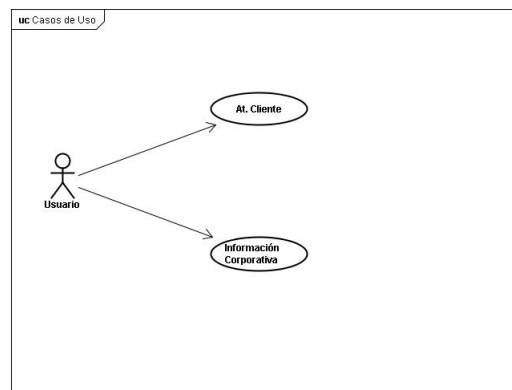 uc Casos de Uso
At. Cliente
Usuario
Información
Corporativa